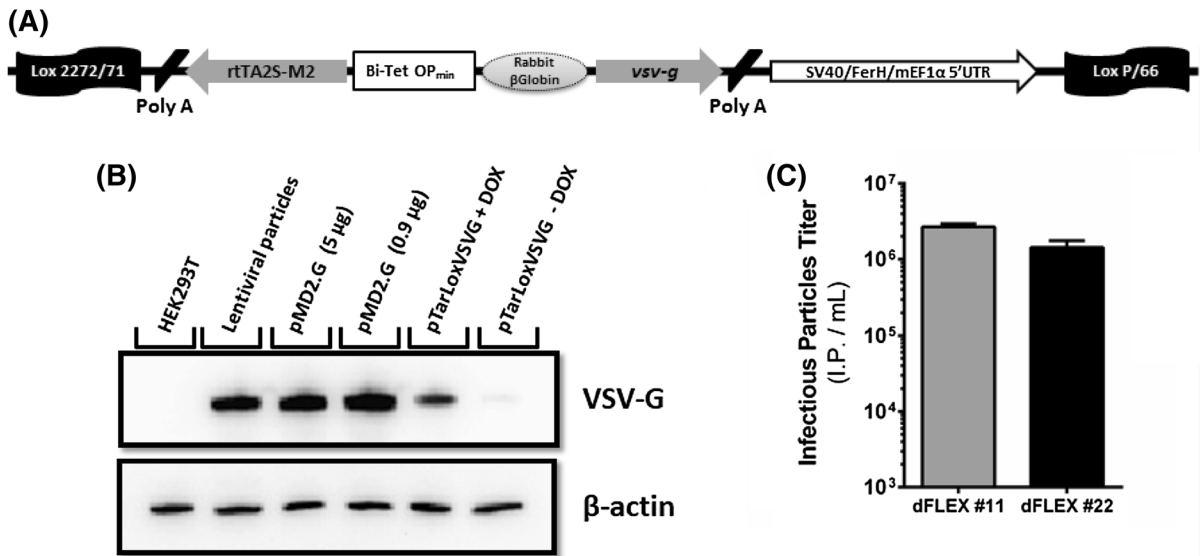 (A)
Lox 2272/71
Poly A
rtTA2S-M2
Bi-Tet OPmin
Rabbit
βGlobin
vsv-g
Poly A
SV40/FerH/mEF1α 5’UTR
Lox P/66
(B)
HEK293T
Lentiviral particles
pMD2.G (5 µg)
pMD2.G (0.9 µg)
pTarLoxVSVG + DOX
pTarLoxVSVG - DOX
VSV-G
β-actin
(C)
Infectious Particles Titer
(I.P. / mL)
10⁷
10⁶
10⁵
10⁴
10³
dFLEX #11
dFLEX #22